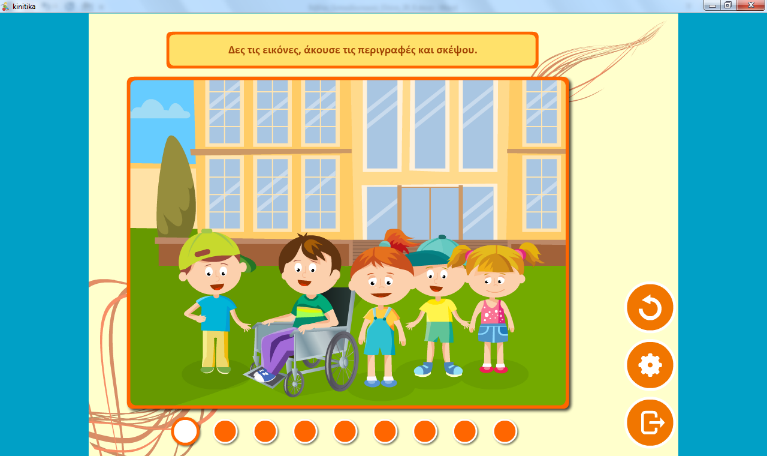 kinitika
Δες τις εικόνες, άκουσε τις περιγραφές και σκέψου.